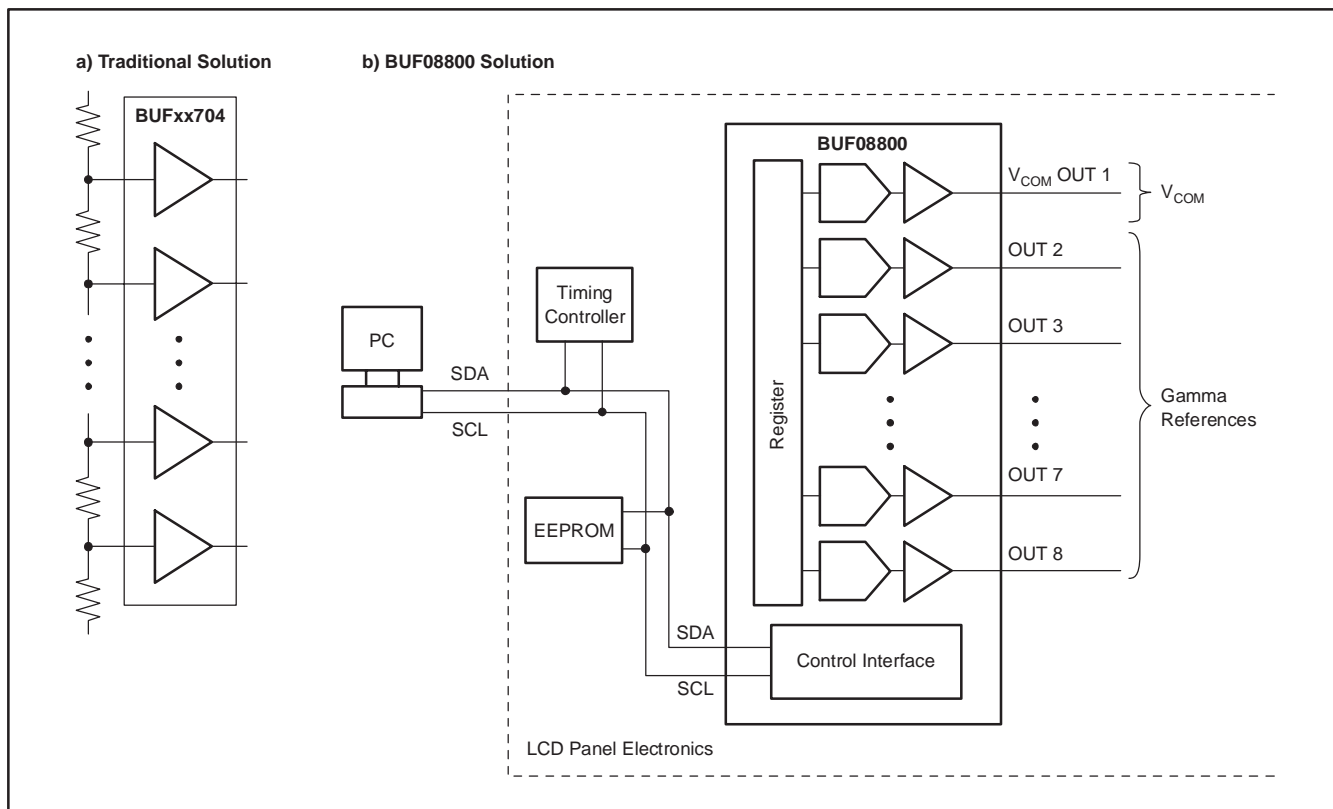 a) Traditional Solution
b) BUF08800 Solution
BUFxx704
BUF08800
Register
V_COM OUT 1
V_COM
OUT 2
OUT 3
OUT 7
OUT 8
Gamma
References
Timing
Controller
PC
SDA
SCL
EEPROM
SDA
SCL
Control Interface
LCD Panel Electronics